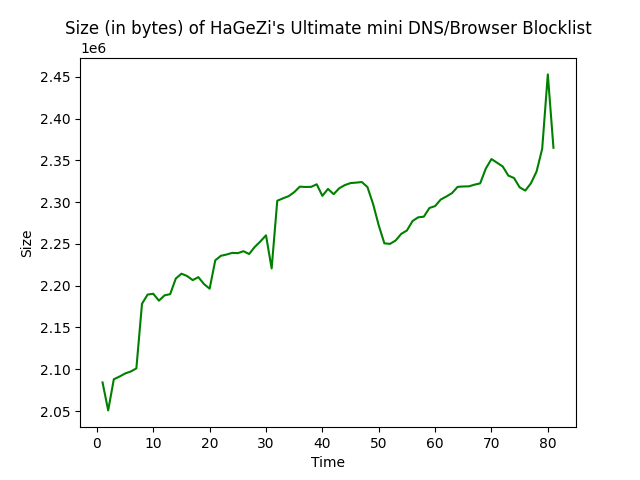 Size (in bytes) of HaGeZi's Ultimate mini DNS/Browser Blocklist
1e6
2.45
2.40
2.35
2.30
2.25
2.20
2.15
2.10
2.05
Size
0 10 20 30 40 50 60 70 80
Time